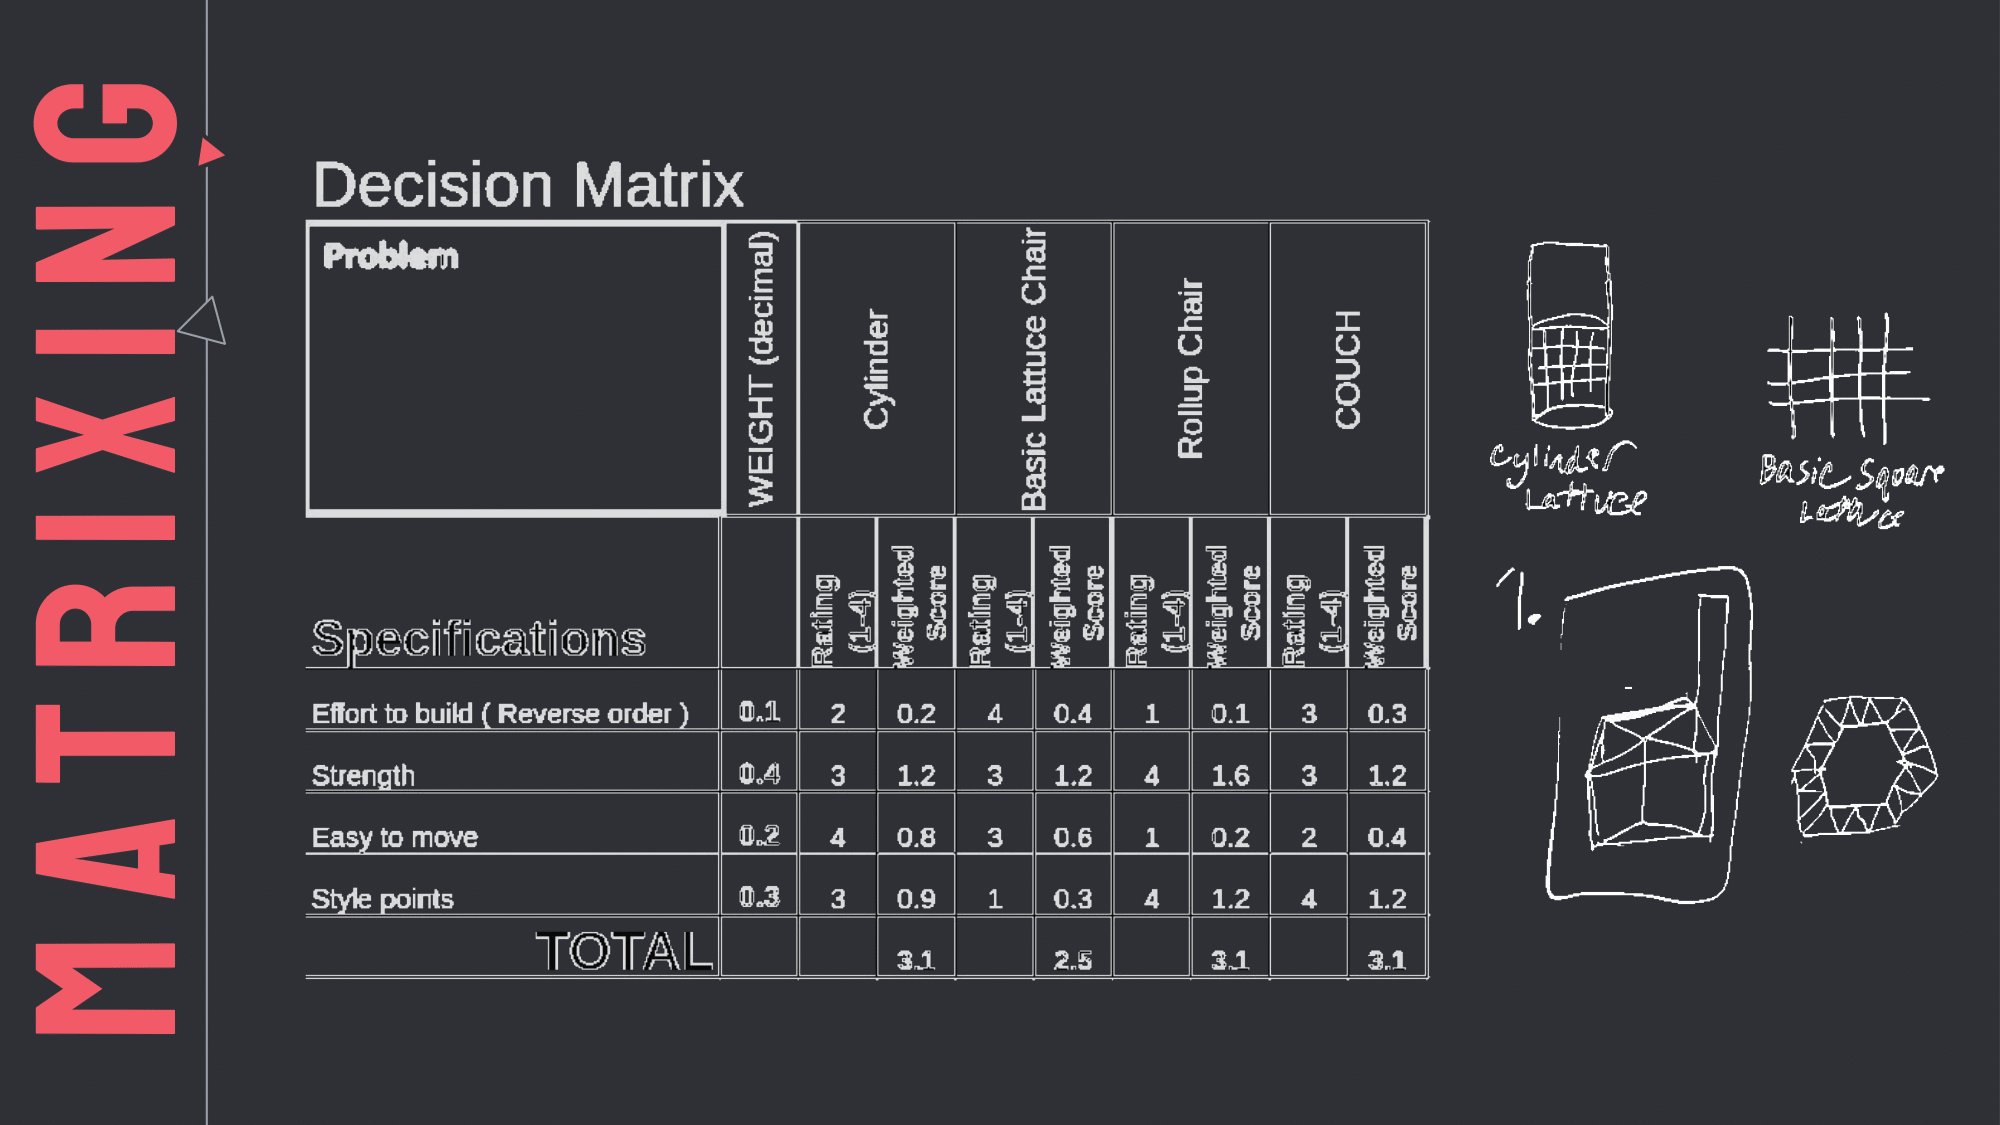 MATRIXING
Decision Matrix
Problem
WEIGHT (decimal)
Cylinder
Basic Lattuce Chair
Rollup Chair
COUCH
Specifications
Rating (1-4)
Weighted Score
Rating (1-4)
Weighted Score
Rating (1-4)
Weighted Score
Rating (1-4)
Weighted Score
Effort to build ( Reverse order ) 0.1 2 0.2 4 0.4 1 0.1 3 0.3
Strength 0.4 3 1.2 3 1.2 4 1.6 3 1.2
Easy to move 0.2 4 0.8 3 0.6 1 0.2 2 0.4
Style points 0.3 3 0.9 1 0.3 4 1.2 4 1.2
TOTAL 3.1 2.5 3.1 3.1
Cylinder
Lattuce
Basic Square
1.